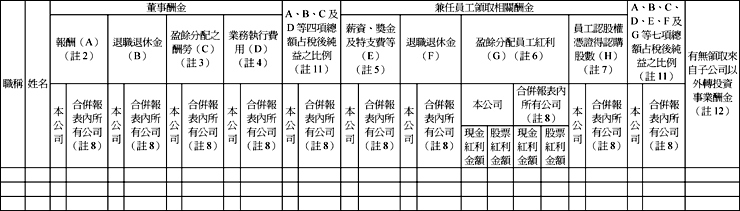 職稱
姓名
董事酬金
報酬（A）
（註 2）
退職退休金
（B）
盈餘分配之
酬勞（C）
（註 3）
業務執行費
用（D）
（註 4）
A、B、C 及
D 等四項總
額占稅後純
益之比例
（註 11）
兼任員工領取相關酬金
薪資、獎金
及特支費等
（E）
（註 5）
退職退休金
（F）
盈餘分配員工紅利
（G）（註 6）
員工認股權
憑證得認購
股數（H）
（註 7）
A、B、C、
D、E、F 及
G 等七項總
額占稅後純
益之比例
（註 11）
有無領取來
自子公司以
外轉投資
事業酬金
（註 12）
本公司
合併報表內所有公司（註 8）
本公司
合併報表內所有公司（註 8）
本公司
合併報表內所有公司（註 8）
本公司
合併報表內所有公司（註 8）
本公司
合併報表內所有公司（註 8）
本公司
合併報表內所有公司（註 8）
本公司
合併報表內所有公司（註 8）
本公司
合併報表內
所有公司
（註 8）
現金紅利金額
股票紅利金額
現金紅利金額
股票紅利金額
本公司
合併報表內所有公司（註 8）
本公司
合併報表內所有公司（註 8）